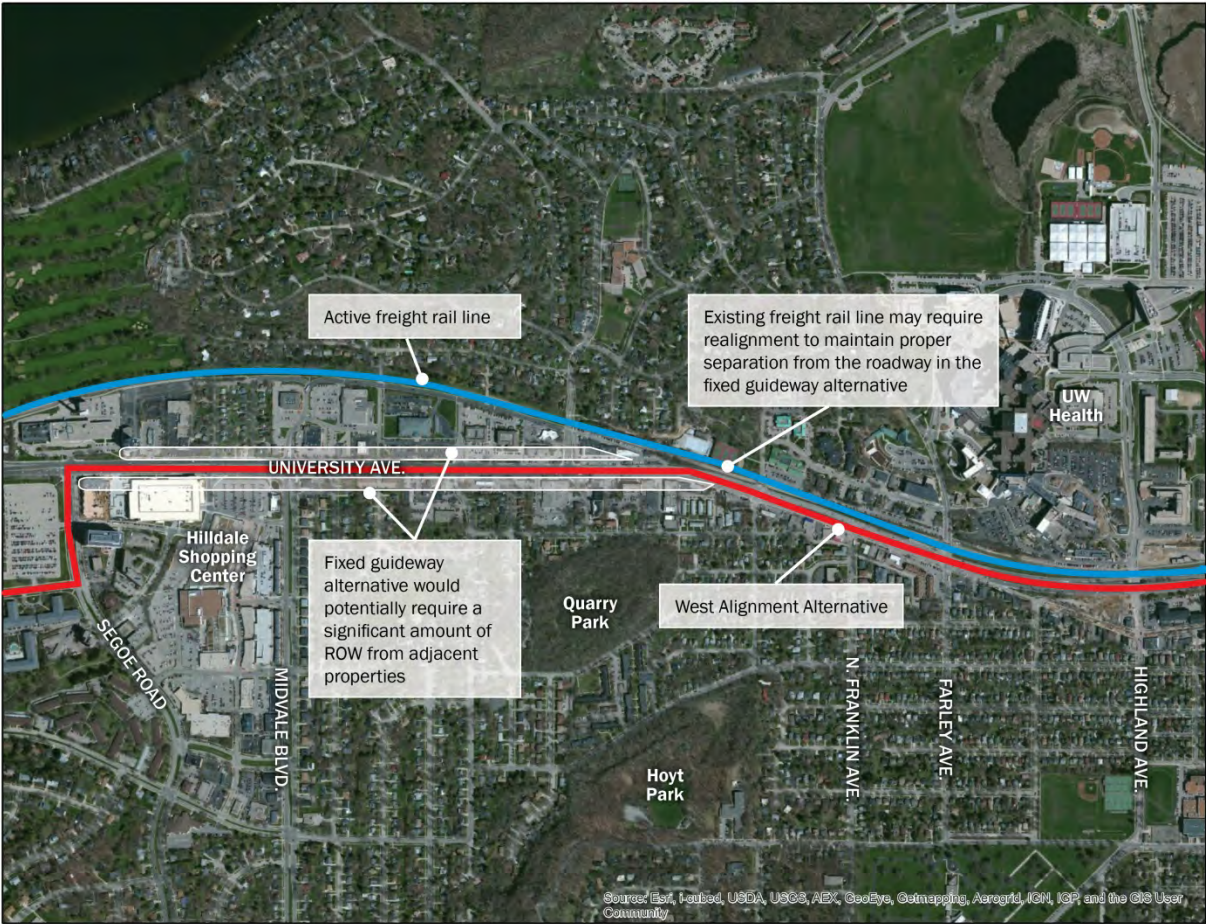 Active freight rail line
Existing freight rail line may require
realignment to maintain proper
separation from the roadway in the
fixed guideway alternative
UW
Health
UNIVERSITY AVE.
Hilldale
Shopping
Center
Fixed guideway
alternative would
potentially require a
significant amount of
ROW from adjacent
properties
Quarry
Park
West Alignment Alternative
SEGOE ROAD
MIDVALE BLVD.
N. FRANKLIN AVE.
FARLEY AVE.
HIGHLAND AVE.
Hoyt
Park
Source: Esri, i-cubed, USDA, USGS, AEX, GeoEye, Getmapping, Aerogrid, IGN, IGP, and the GIS User
Community